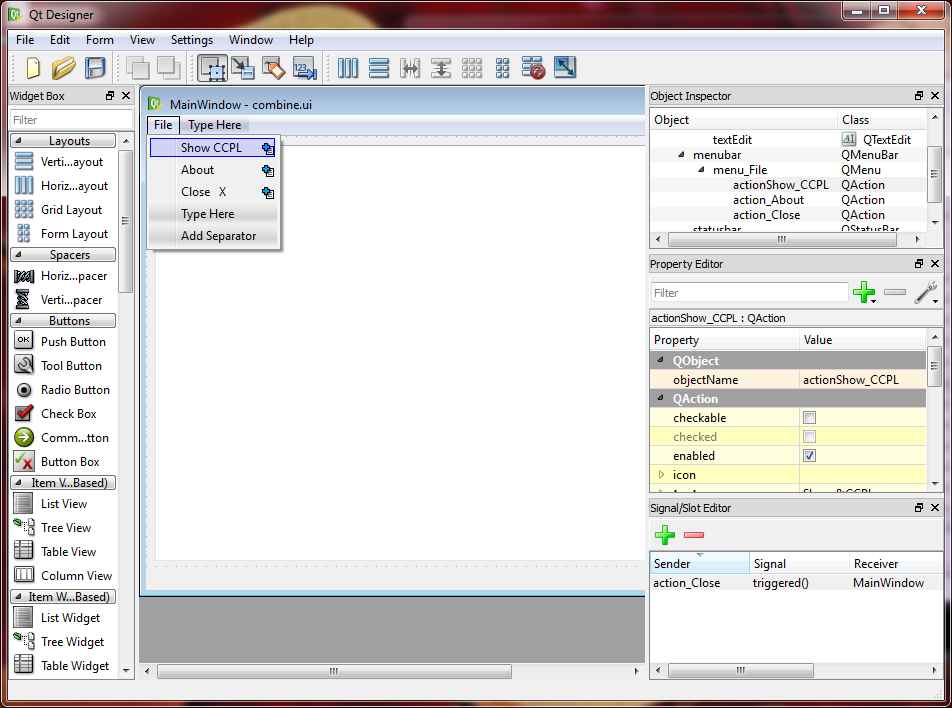 Qt Designer
File Edit Form View Settings Window Help
Widget Box
Filter
Layouts
Verti...ayout
Horiz...ayout
Grid Layout
Form Layout
Spacers
Horiz...pacer
Verti...pacer
Buttons
Push Button
Tool Button
Radio Button
Check Box
Comm...tton
Button Box
Item V...Based)
List View
Tree View
Table View
Column View
Item W...Based)
List Widget
Tree Widget
Table Widget
MainWindow - combine.ui
File Type Here
Show CCPL
About
Close X
Type Here
Add Separator
Object Inspector
Object Class
textEdit QTextEdit
menubar QMenuBar
menu_File QMenu
actionShow_CCPL QAction
action_About QAction
action_Close QAction
statusbar QStatusBar
Property Editor
Filter
actionShow_CCPL : QAction
Property Value
QObject
objectName actionShow_CCPL
QAction
checkable
checked
enabled
icon
Signal/Slot Editor
Sender Signal Receiver
action_Close triggered() MainWindow